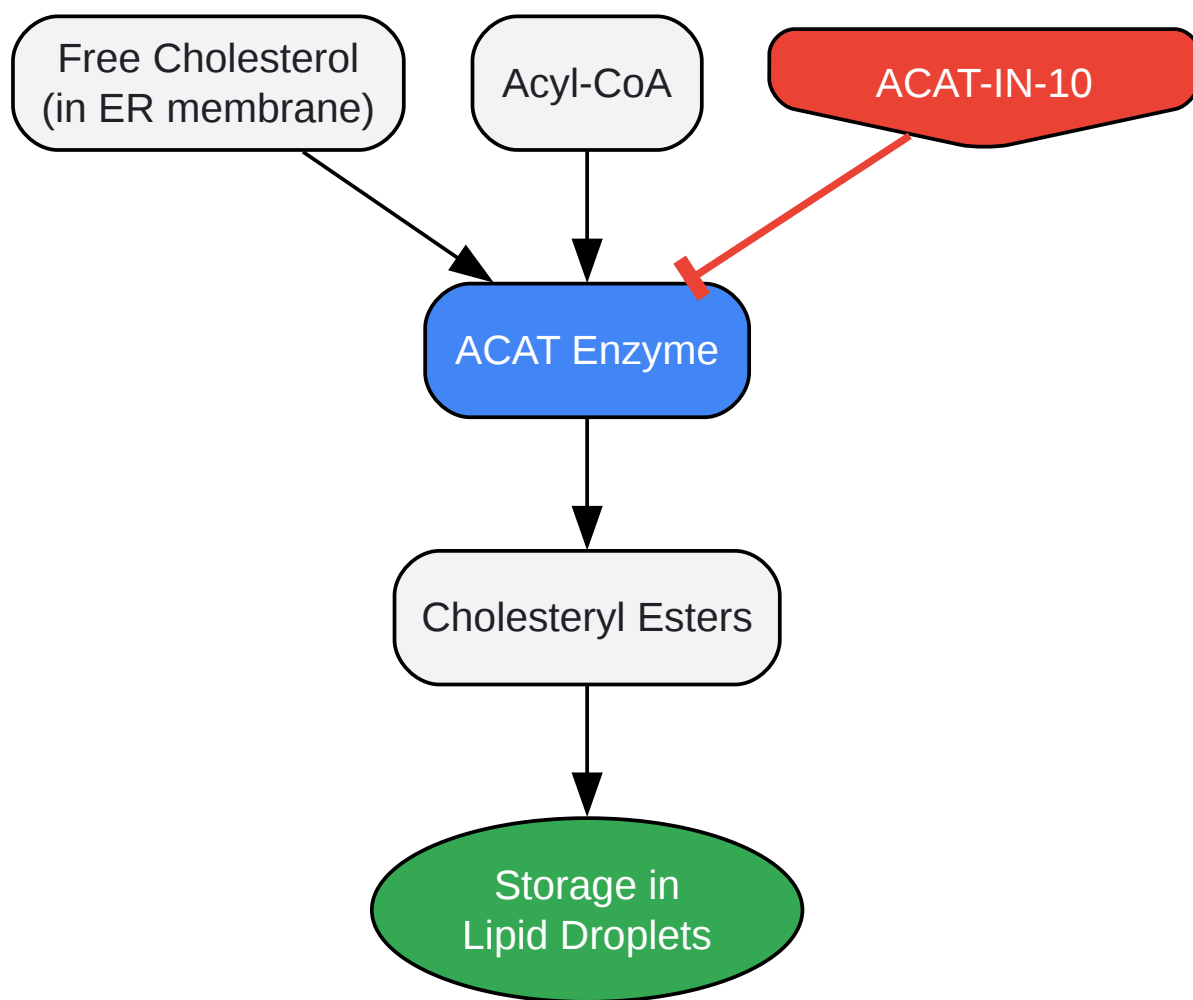 Free Cholesterol
(in ER membrane)
Acyl-CoA
ACAT-IN-10
ACAT Enzyme
Cholesteryl Esters
Storage in
Lipid Droplets